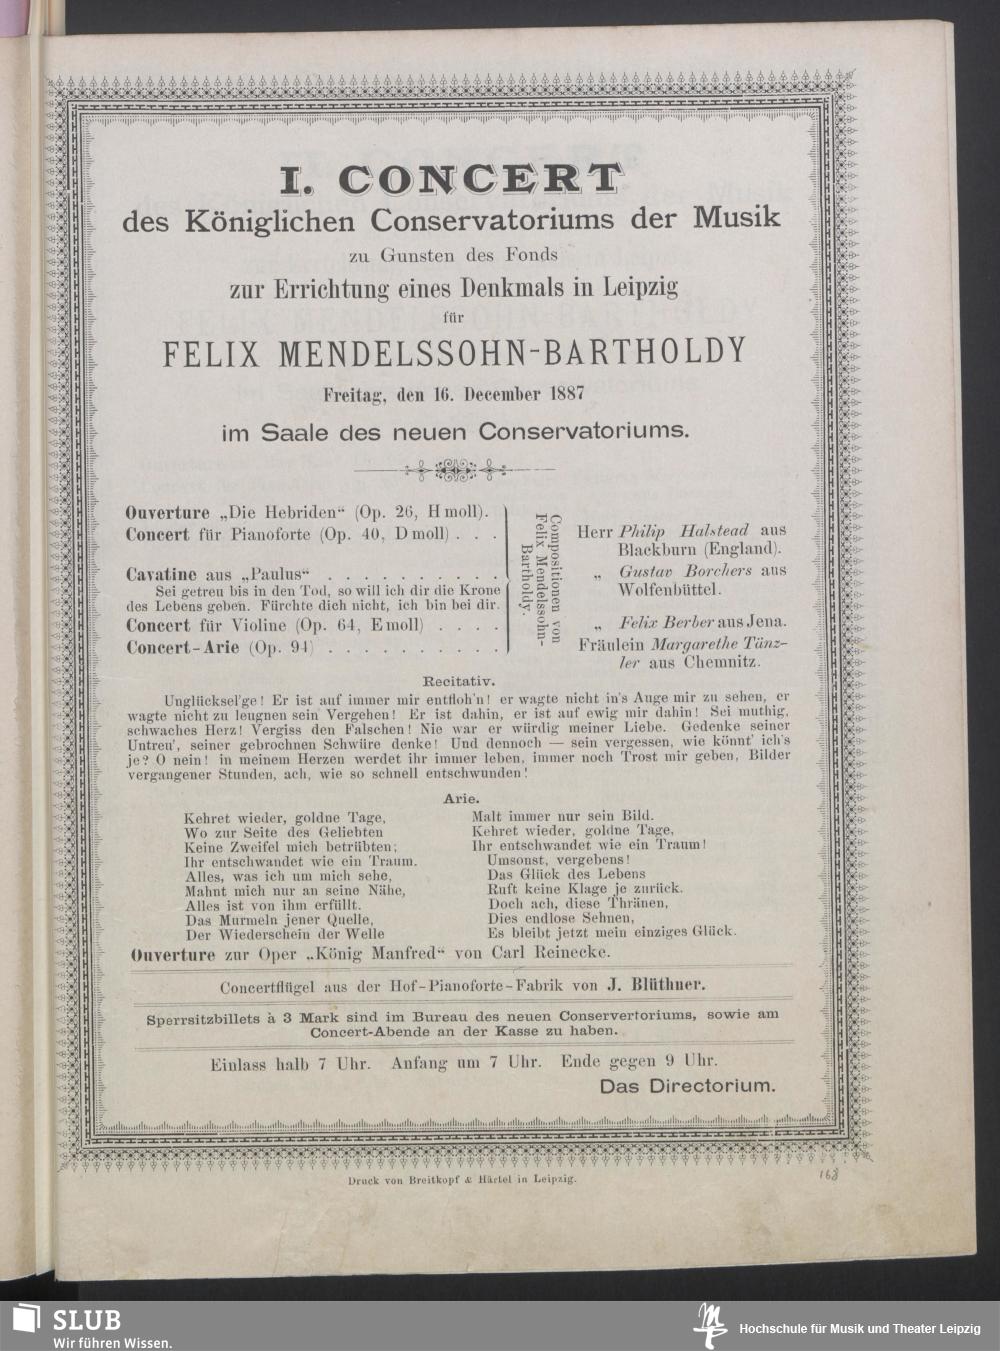 I. CONCERT
des Königlichen Conservatoriums der Musik
zu Gunsten des Fonds
zur Errichtung eines Denkmals in Leipzig
für
FELIX MENDELSSOHN-BARTHOLDY
Freitag, den 16. December 1887
im Saale des neuen Conservatoriums.
Ouverture „Die Hebriden“ (Op. 26, H moll).
Concert für Pianoforte (Op. 40, D moll) . . .
Cavatine aus „Paulus“ . . . . . . . . . .
Sei getreu bis in den Tod, so will ich dir die Krone
des Lebens geben. Fürchte dich nicht, ich bin bei dir.
Concert für Violine (Op. 64, E moll) . . . .
Concert-Arie (Op. 94) . . . . . . . . . .
Compositionen von
Felix Mendelssohn-
Bartholdy.
Herr Philip Halstead aus
Blackburn (England).
„ Gustav Borchers aus
Wolfenbüttel.
„ Felix Berber aus Jena.
Fräulein Margarethe Tänz-
ler aus Chemnitz.
Recitativ.
Unglücksel'ge! Er ist auf immer mir entfloh'n! er wagte nicht in's Auge mir zu sehen, er
wagte nicht zu leugnen sein Vergehen! Er ist dahin, er ist auf ewig mir dahin! Sei muthig,
schwaches Herz! Vergiss den Falschen! Nie war er würdig meiner Liebe. Gedenke seiner
Untreu', seiner gebrochnen Schwüre denke! Und dennoch — sein vergessen, wie könnt' ich's
je? O nein! in meinem Herzen werdet ihr immer leben, immer noch Trost mir geben, Bilder
vergangener Stunden, ach, wie so schnell entschwunden!
Arie.
Kehret wieder, goldne Tage,
Wo zur Seite des Geliebten
Keine Zweifel mich betrübten;
Ihr entschwandet wie ein Traum.
Alles, was ich um mich sehe,
Mahnt mich nur an seine Nähe,
Alles ist von ihm erfüllt.
Das Murmeln jener Quelle,
Der Wiederschein der Welle
Malt immer nur sein Bild.
Kehret wieder, goldne Tage,
Ihr entschwandet wie ein Traum!
Umsonst, vergebens!
Das Glück des Lebens
Ruft keine Klage je zurück.
Doch ach, diese Thränen,
Dies endlose Sehnen,
Es bleibt jetzt mein einziges Glück.
Ouverture zur Oper „König Manfred“ von Carl Reinecke.
Concertflügel aus der Hof-Pianoforte-Fabrik von J. Blüthner.
Sperrsitzbillets à 3 Mark sind im Bureau des neuen Conservertoriums, sowie am
Concert-Abende an der Kasse zu haben.
Einlass halb 7 Uhr. Anfang um 7 Uhr. Ende gegen 9 Uhr.
Das Directorium.
Druck von Breitkopf & Härtel in Leipzig.
168
SLUB
Wir führen Wissen.
Hochschule für Musik und Theater Leipzig